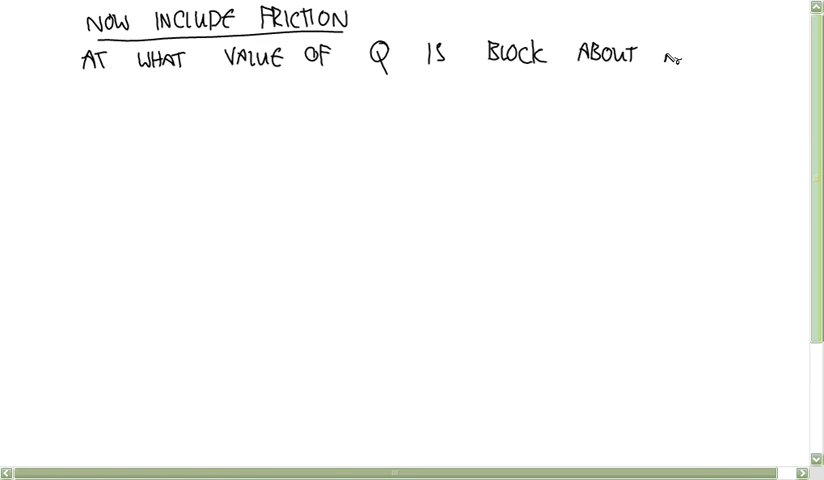 NOW INCLUDE FRICTION
AT WHAT VALUE OF Q IS BLOCK ABOUT